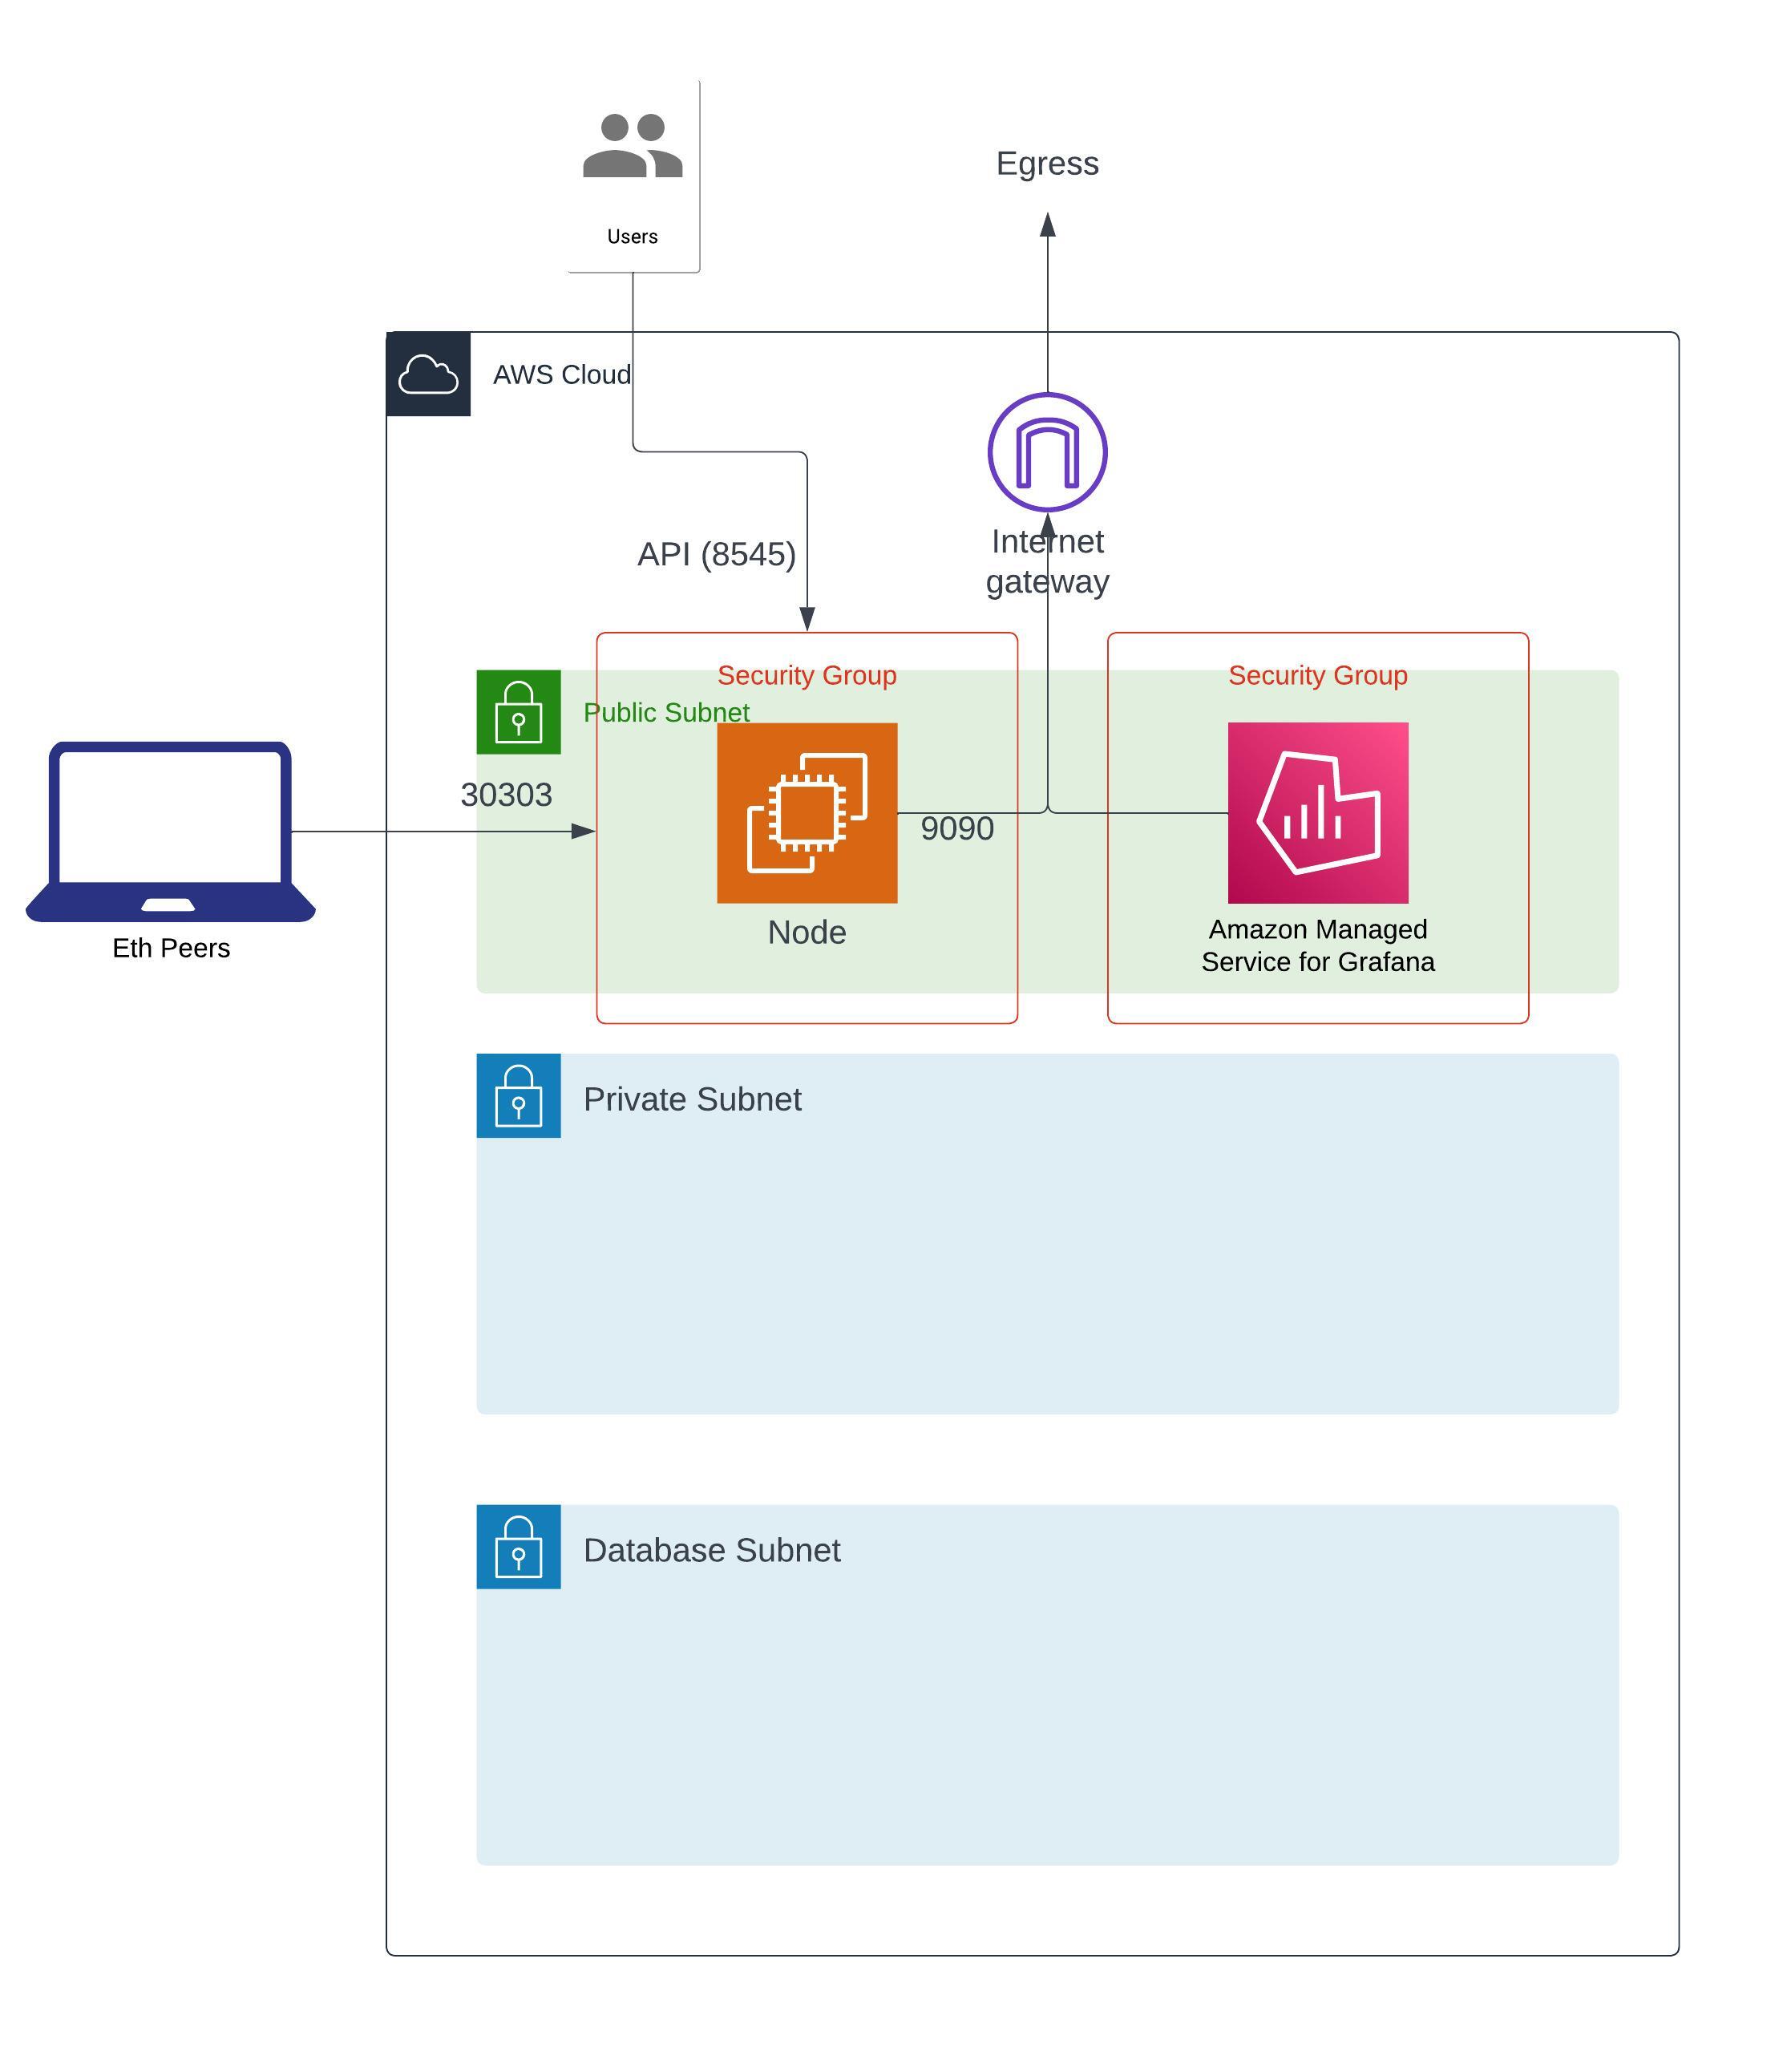 Users
Egress
AWS Cloud
API (8545)
Internet
gateway
Security Group
Security Group
Public Subnet
30303
9090
Node
Amazon Managed
Service for Grafana
Eth Peers
Private Subnet
Database Subnet